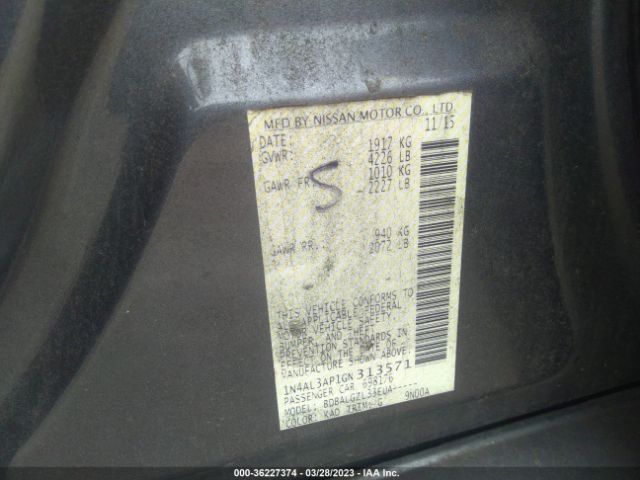 MFD BY NISSAN MOTOR CO., LTD.
DATE: 11/15
GVWR: 1917 KG
4226 LB
GAWR FR: 1010 KG
2227 LB
S
GAWR RR: 940 KG
2072 LB
THIS VEHICLE CONFORMS TO
ALL APPLICABLE FEDERAL
MOTOR VEHICLE SAFETY,
BUMPER, AND THEFT
PREVENTION STANDARDS IN
EFFECT ON THE DATE OF
MANUFACTURE SHOWN ABOVE.
1N4AL3AP1GN313571
PASSENGER CAR
MODEL: BDBALGZL33EUA-----
COLOR: KAD TRIM: G 9N00A
000-36227374 / 03/28/2023 — IAA Inc.